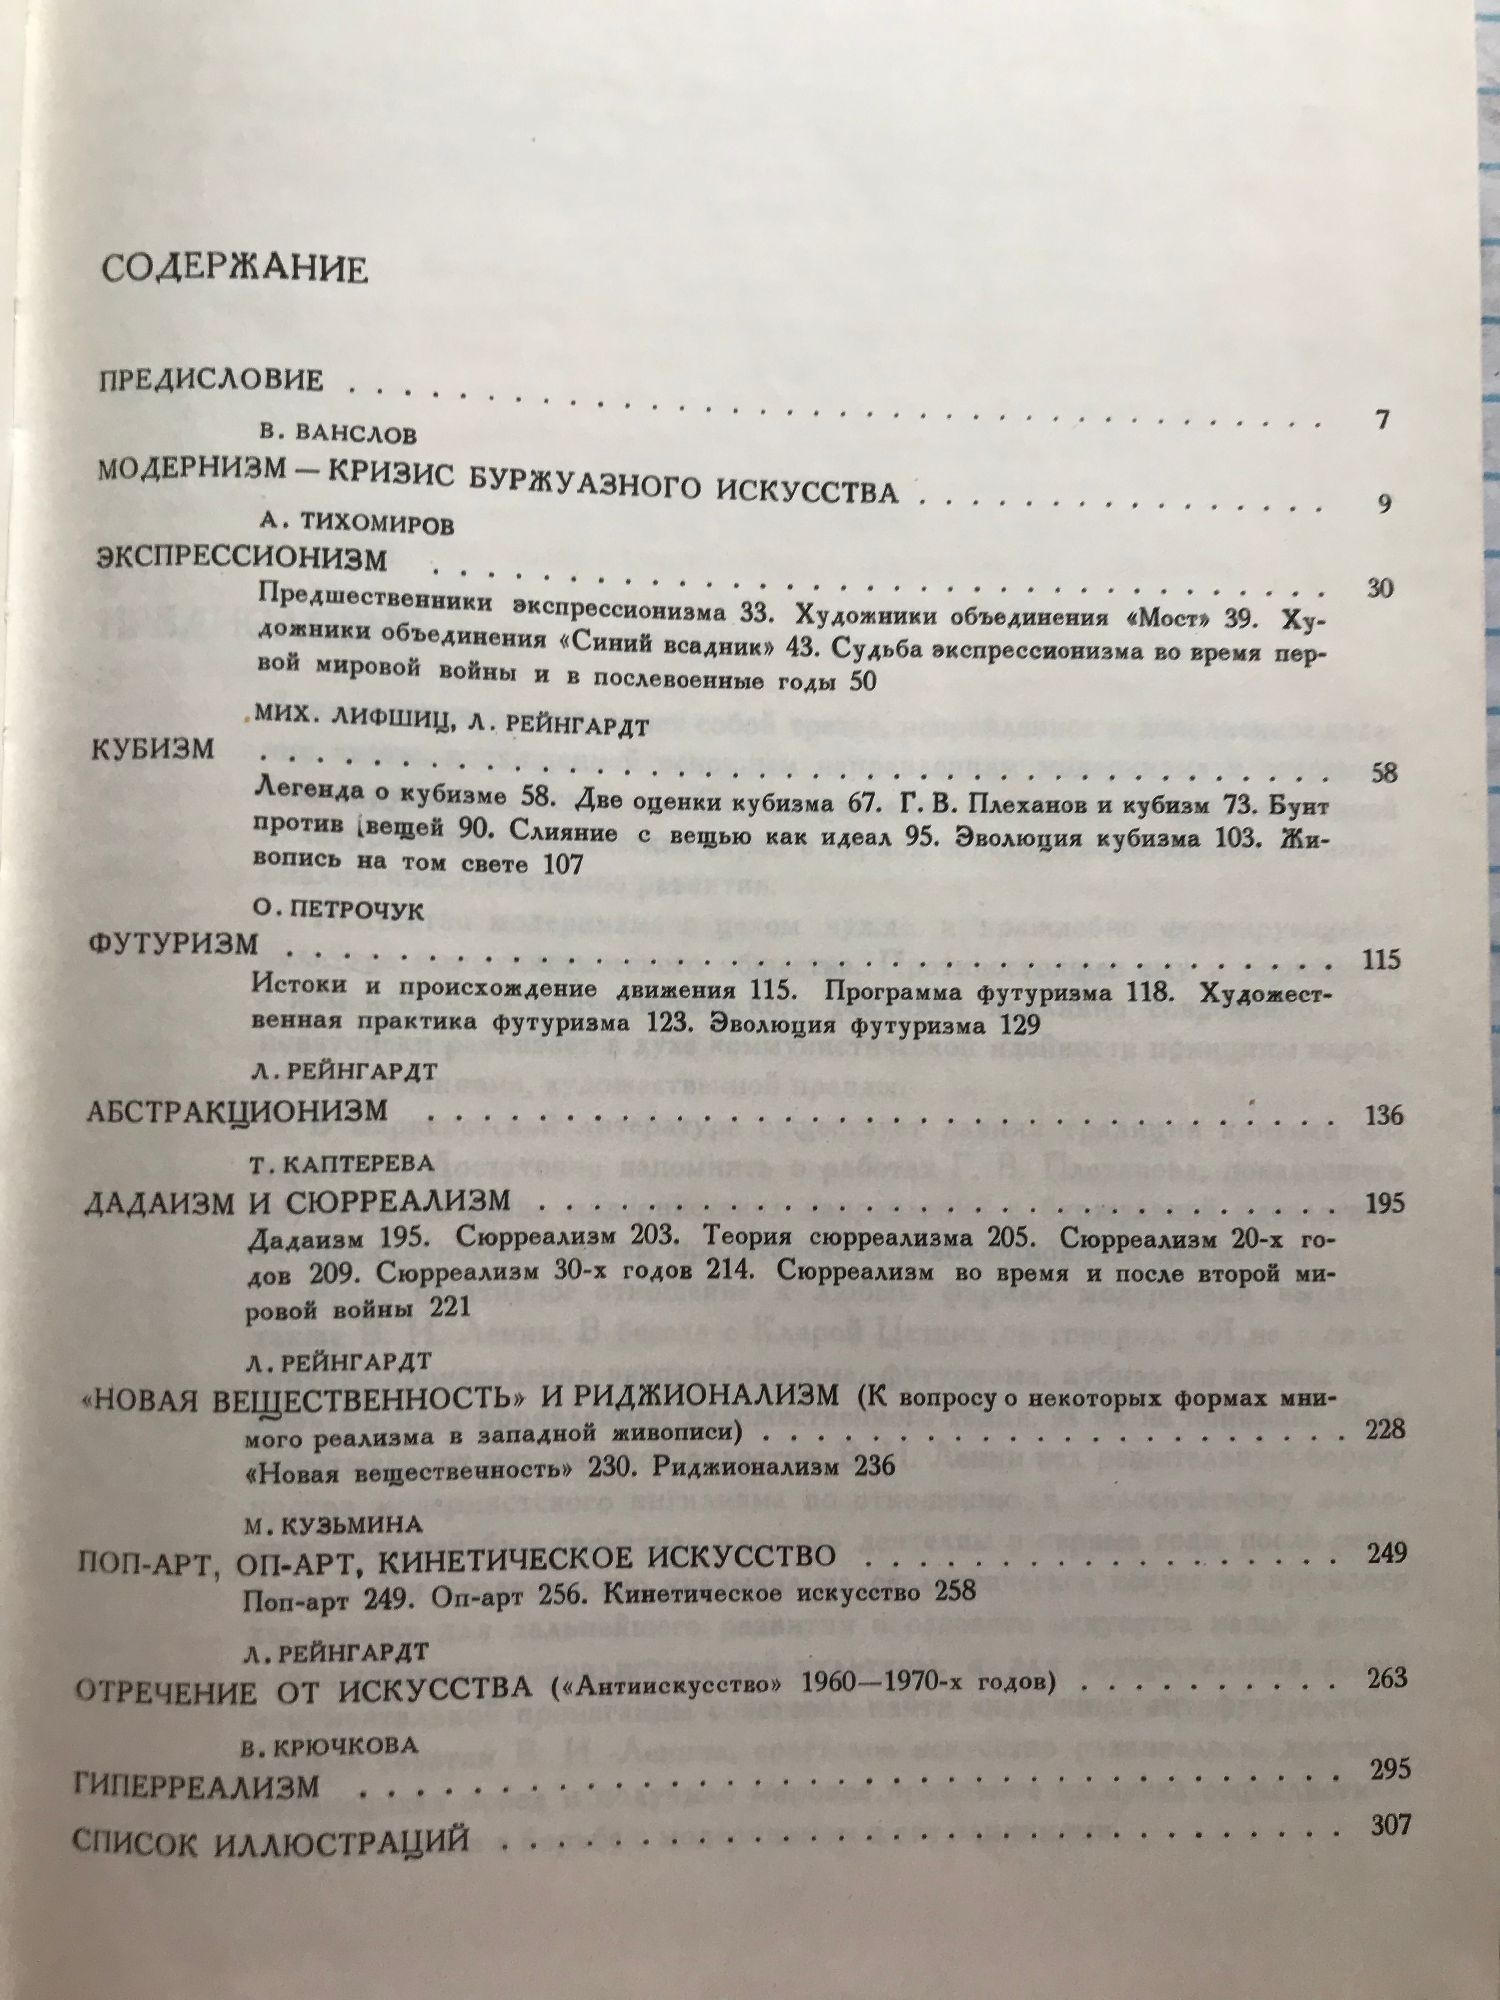 СОДЕРЖАНИЕ
ПРЕДИСЛОВИЕ . . . . . . . . . . . . . . . . . . . . . . . . . . . . . . . . . . . . 7
В. ВАНСЛОВ
МОДЕРНИЗМ — КРИЗИС БУРЖУАЗНОГО ИСКУССТВА . . . . . . . . . . . . . . . . 9
А. ТИХОМИРОВ
ЭКСПРЕССИОНИЗМ . . . . . . . . . . . . . . . . . . . . . . . . . . . . . . . . . 30
Предшественники экспрессионизма 33. Художники объединения «Мост» 39. Ху-
дожники объединения «Синий всадник» 43. Судьба экспрессионизма во время пер-
вой мировой войны и в послевоенные годы 50
МИХ. ЛИФШИЦ, Л. РЕЙНГАРДТ
КУБИЗМ . . . . . . . . . . . . . . . . . . . . . . . . . . . . . . . . . . . . . . . 58
Легенда о кубизме 58. Две оценки кубизма 67. Г. В. Плеханов и кубизм 73. Бунт
против вещей 90. Слияние с вещью как идеал 95. Эволюция кубизма 103. Жи-
вопись на том свете 107
О. ПЕТРОЧУК
ФУТУРИЗМ . . . . . . . . . . . . . . . . . . . . . . . . . . . . . . . . . . . . . . 115
Истоки и происхождение движения 115. Программа футуризма 118. Художест-
венная практика футуризма 123. Эволюция футуризма 129
Л. РЕЙНГАРДТ
АБСТРАКЦИОНИЗМ . . . . . . . . . . . . . . . . . . . . . . . . . . . . . . . . . . 136
Т. КАПТЕРЕВА
ДАДАИЗМ И СЮРРЕАЛИЗМ . . . . . . . . . . . . . . . . . . . . . . . . . . . . . 195
Дадаизм 195. Сюрреализм 203. Теория сюрреализма 205. Сюрреализм 20-х го-
дов 209. Сюрреализм 30-х годов 214. Сюрреализм во время и после второй ми-
ровой войны 221
Л. РЕЙНГАРДТ
«НОВАЯ ВЕЩЕСТВЕННОСТЬ» И РИДЖИОНАЛИЗМ (К вопросу о некоторых формах мни-
мого реализма в западной живописи) . . . . . . . . . . . . . . . . . . . . . . 228
«Новая вещественность» 230. Риджионализм 236
М. КУЗЬМИНА
ПОП-АРТ, ОП-АРТ, КИНЕТИЧЕСКОЕ ИСКУССТВО . . . . . . . . . . . . . . . . . . 249
Поп-арт 249. Оп-арт 256. Кинетическое искусство 258
Л. РЕЙНГАРДТ
ОТРЕЧЕНИЕ ОТ ИСКУССТВА («Антиискусство» 1960—1970-х годов) . . . . . . . . . . 263
В. КРЮЧКОВА
ГИПЕРРЕАЛИЗМ . . . . . . . . . . . . . . . . . . . . . . . . . . . . . . . . . . . . 295
СПИСОК ИЛЛЮСТРАЦИЙ . . . . . . . . . . . . . . . . . . . . . . . . . . . . . . . 307